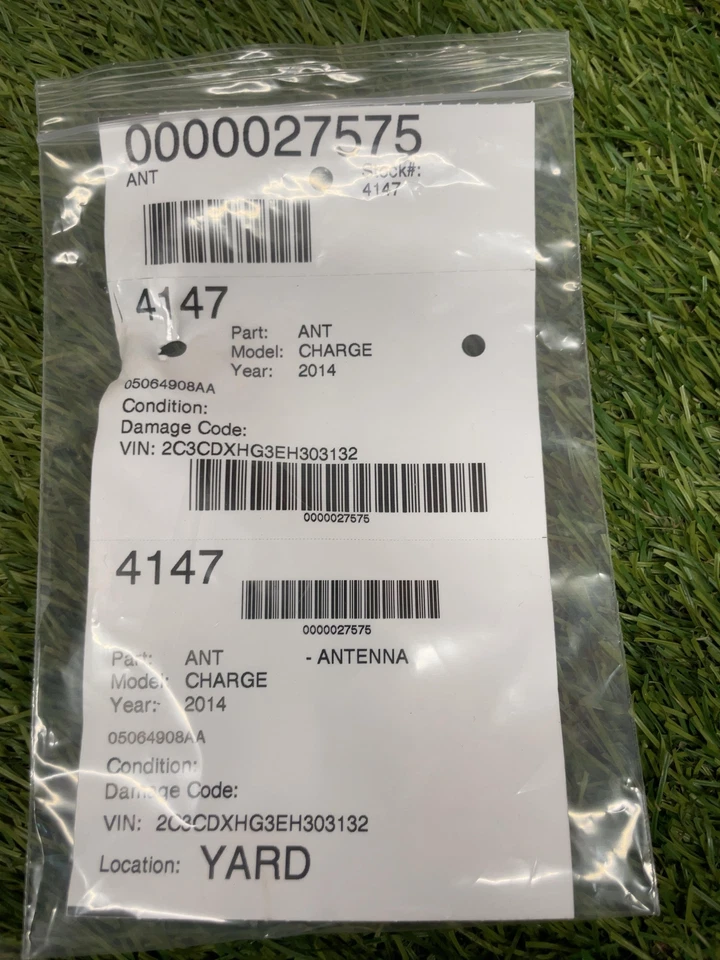 0000027575
ANT
Stock#:
4147
4147
Part: ANT
Model: CHARGE
Year: 2014
05064908AA
Condition:
Damage Code:
VIN: 2C3CDXHG3EH303132
0000027575
4147
0000027575
Part: ANT - ANTENNA
Model: CHARGE
Year: 2014
05064908AA
Condition:
Damage Code:
VIN: 2C3CDXHG3EH303132
Location: YARD